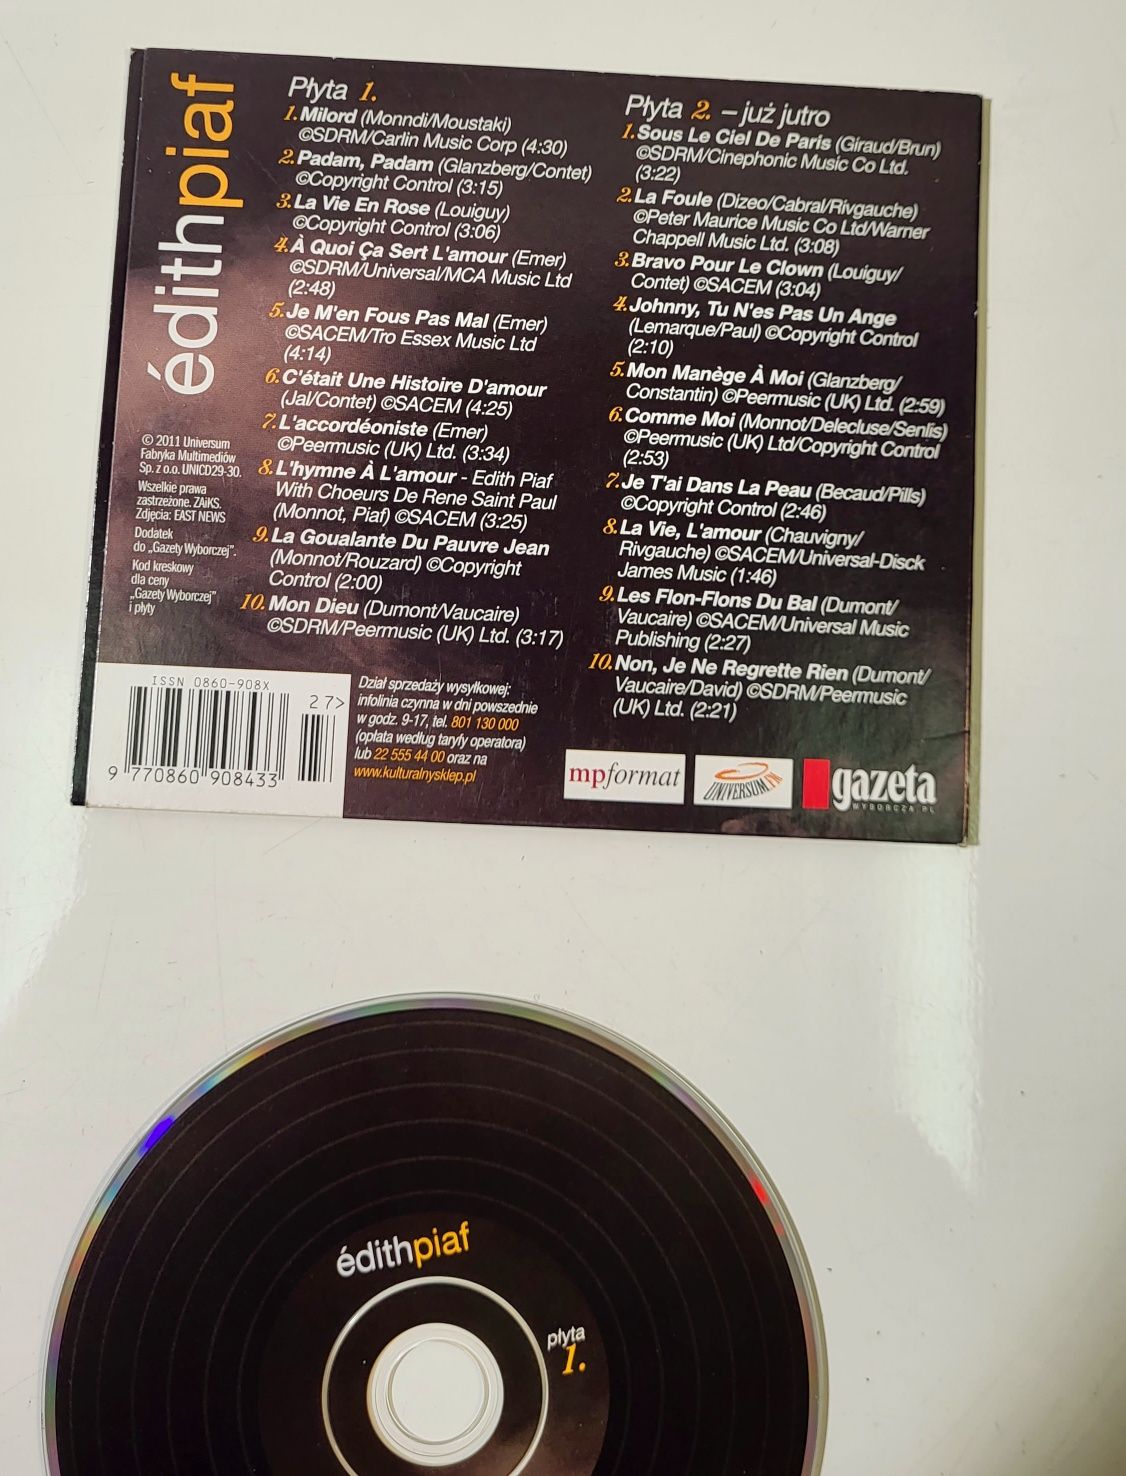 édithpiaf
Płyta 1.
1. Milord (Monndi/Moustaki)
©SDRM/Carlin Music Corp (4:30)
2. Padam, Padam (Glanzberg/Contet)
©Copyright Control (3:15)
3. La Vie En Rose (Louiguy)
©Copyright Control (3:06)
4. À Quoi Ça Sert L'amour (Emer)
©SDRM/Universal/MCA Music Ltd
(2:48)
5. Je M'en Fous Pas Mal (Emer)
©SACEM/Tro Essex Music Ltd
(4:14)
6. C'était Une Histoire D'amour
(Jal/Contet) ©SACEM (4:25)
7. L'accordéoniste (Emer)
©Peermusic (UK) Ltd. (3:34)
8. L'hymne À L'amour - Edith Piaf
With Choeurs De Rene Saint Paul
(Monnot, Piaf) ©SACEM (3:25)
9. La Goualante Du Pauvre Jean
(Monnot/Rouzard) ©Copyright
Control (2:00)
10. Mon Dieu (Dumont/Vaucaire)
©SDRM/Peermusic (UK) Ltd. (3:17)
Płyta 2. – już jutro
1. Sous Le Ciel De Paris (Giraud/Brun)
©SDRM/Cinephonic Music Co Ltd.
(3:22)
2. La Foule (Dizeo/Cabral/Rivgauche)
©Peter Maurice Music Co Ltd/Warner
Chappell Music Ltd. (3:08)
3. Bravo Pour Le Clown (Louiguy/
Contet) ©SACEM (3:04)
4. Johnny, Tu N'es Pas Un Ange
(Lemarque/Paul) ©Copyright Control
(2:10)
5. Mon Manège À Moi (Glanzberg/
Constantin) ©Peermusic (UK) Ltd. (2:59)
6. Comme Moi (Monnot/Delecluse/Senlis)
©Peermusic (UK) Ltd/Copyright Control
(2:53)
7. Je T'ai Dans La Peau (Becaud/Pills)
©Copyright Control (2:46)
8. La Vie, L'amour (Chauvigny/
Rivgauche) ©SACEM/Universal-Disck
James Music (1:46)
9. Les Flon-Flons Du Bal (Dumont/
Vaucaire) ©SACEM/Universal Music
Publishing (2:27)
10. Non, Je Ne Regrette Rien (Dumont/
Vaucaire/David) ©SDRM/Peermusic
(UK) Ltd. (2:21)
© 2011 Universum
Fabryka Multimediów
Sp. z o.o. UNICD29-30.
Wszelkie prawa
zastrzeżone. ZAiKS.
Zdjęcia: EAST NEWS
Dodatek
do „Gazety Wyborczej".
Kod kreskowy
dla ceny
„Gazety Wyborczej"
i płyty
ISSN 0860-908X
27>
9 770860 908433
Dział sprzedaży wysyłkowej:
infolinia czynna w dni powszednie
w godz. 9-17, tel. 801 130 000
(opłata według taryfy operatora)
lub 22 555 44 00 oraz na
www.kulturalnysklep.pl
mpformat
UNIVERSUM.FM
gazeta
WYBORCZA.PL
édithpiaf
płyta
1.